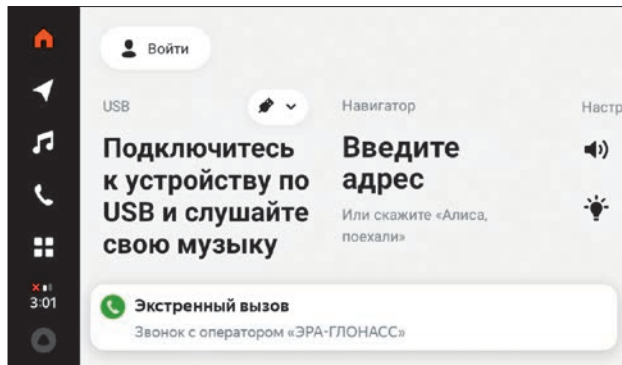 Войти
USB
Подключитесь
к устройству по
USB и слушайте
свою музыку
Навигатор
Введите
адрес
Или скажите «Алиса,
поехали»
Настр
3:01
Экстренный вызов
Звонок с оператором «ЭРА-ГЛОНАСС»